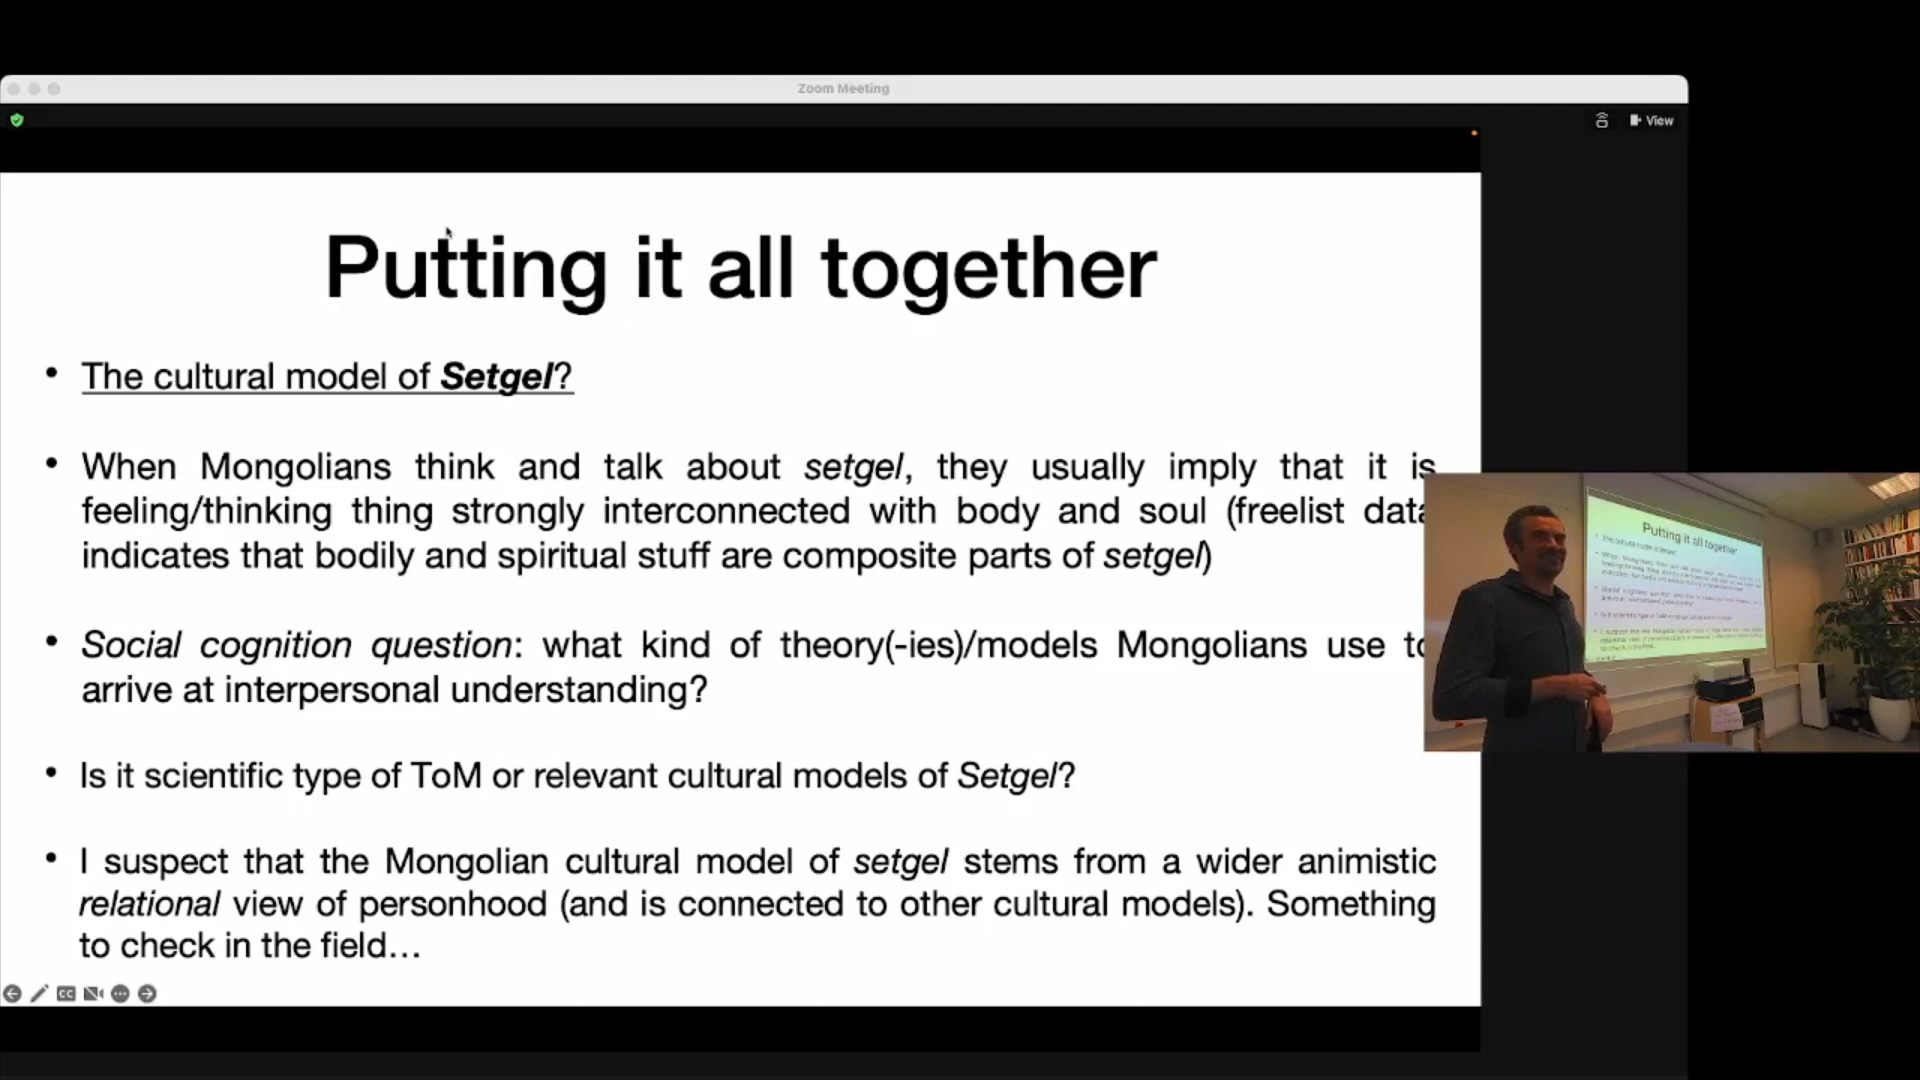 Zoom Meeting
View
Putting it all together
• The cultural model of Setgel?
• When Mongolians think and talk about setgel, they usually imply that it is
feeling/thinking thing strongly interconnected with body and soul (freelist data
indicates that bodily and spiritual stuff are composite parts of setgel)
• Social cognition question: what kind of theory(-ies)/models Mongolians use to
arrive at interpersonal understanding?
• Is it scientific type of ToM or relevant cultural models of Setgel?
• I suspect that the Mongolian cultural model of setgel stems from a wider animistic
relational view of personhood (and is connected to other cultural models). Something
to check in the field…
CC
Putting it all together